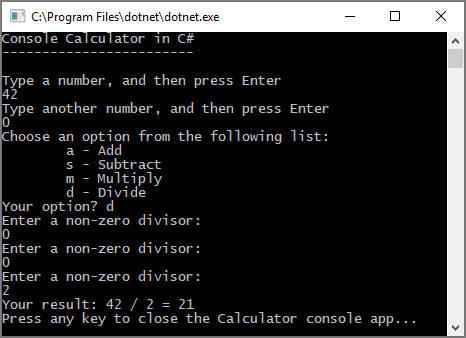 C:\Program Files\dotnet\dotnet.exe
Console Calculator in C#
------------------------
Type a number, and then press Enter
42
Type another number, and then press Enter
0
Choose an option from the following list:
        a - Add
        s - Subtract
        m - Multiply
        d - Divide
Your option? d
Enter a non-zero divisor:
0
Enter a non-zero divisor:
0
Enter a non-zero divisor:
2
Your result: 42 / 2 = 21
Press any key to close the Calculator console app...